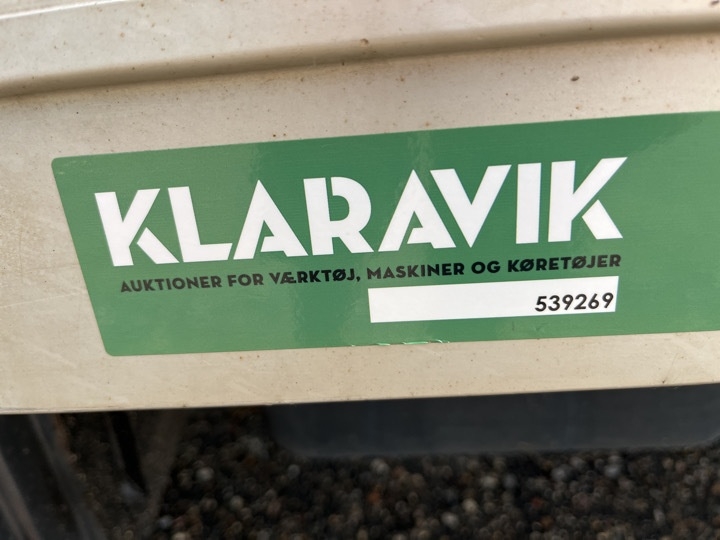 KLARAVIK
AUKTIONER FOR VÆRKTØJ, MASKINER OG KØRETØJER
539269